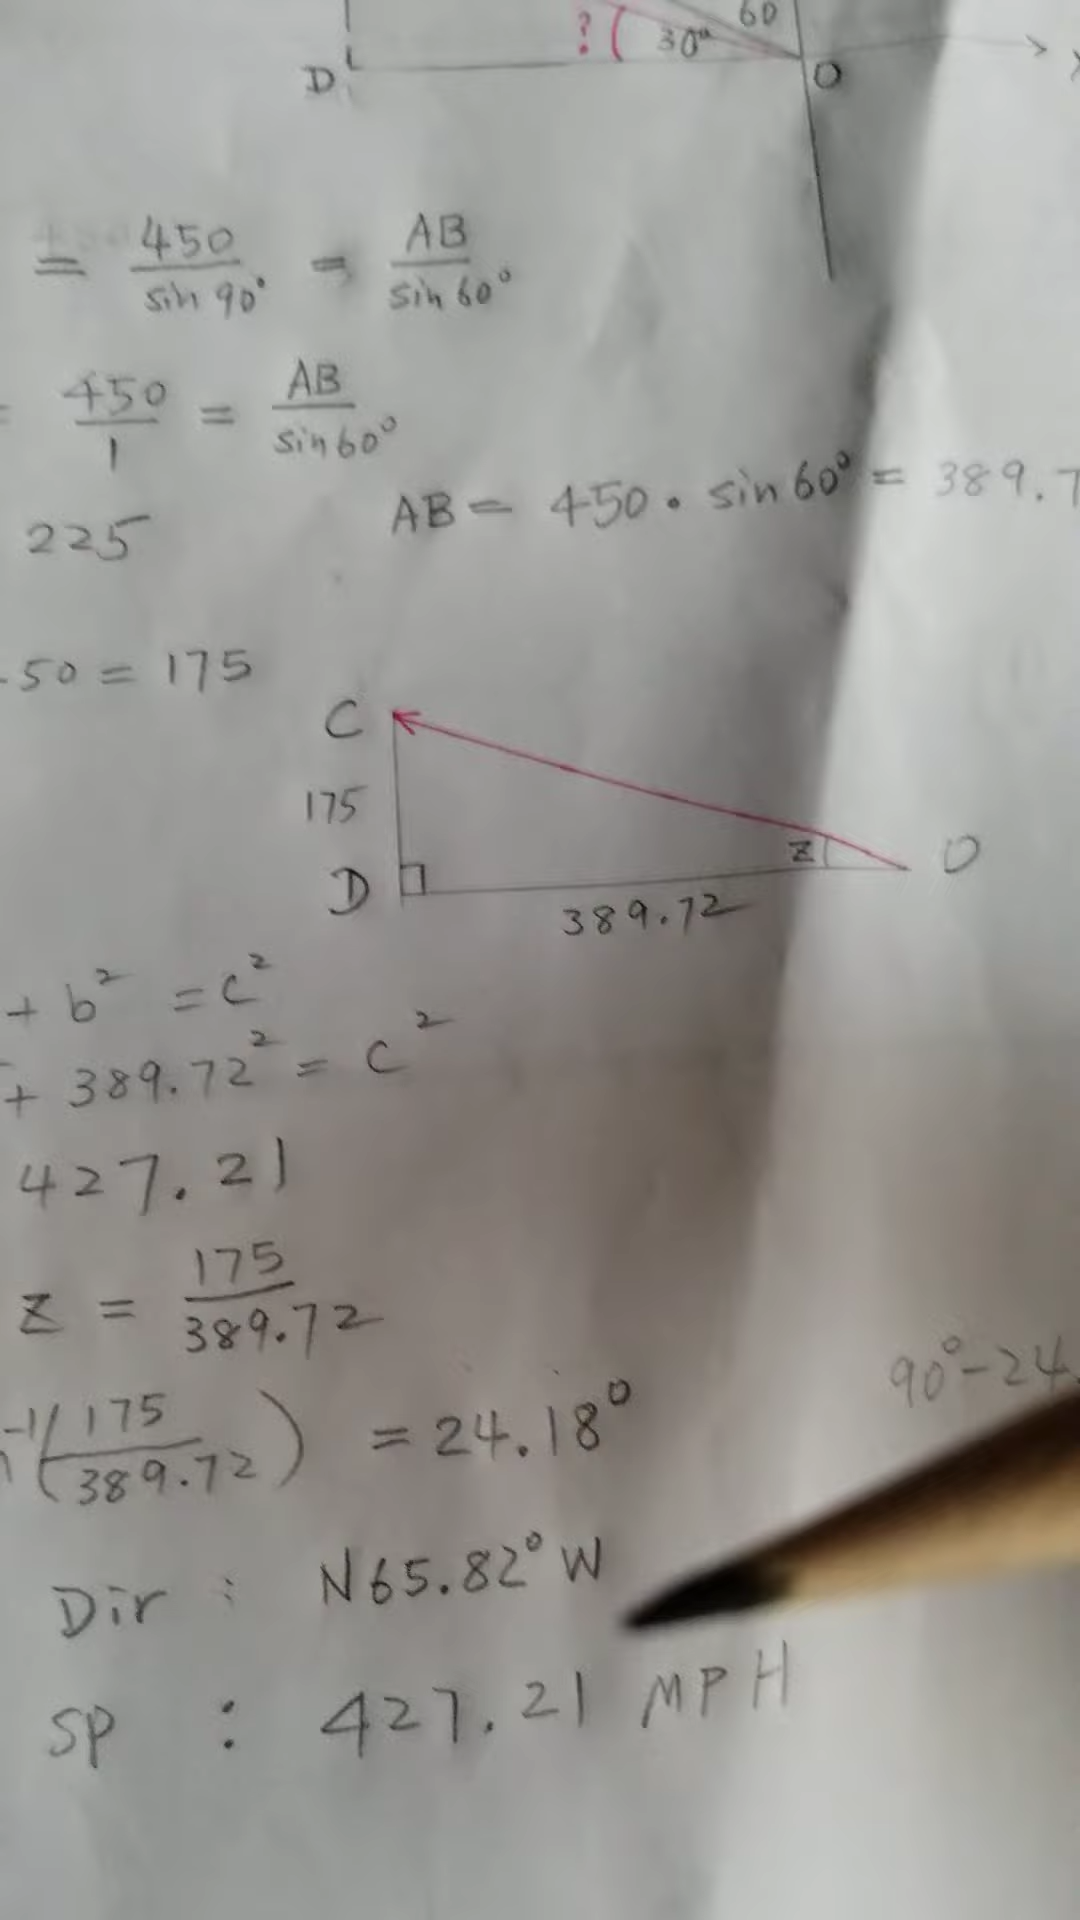 60
? 30°
D O
= 450/sin 90° = AB/sin 60°
= 450/1 = AB/sin 60°
AB = 450 · sin 60° = 389.7
225
-50 = 175
C
175
Z O
D
389.72
+ b² = c²
+ 389.72² = c²
427.21
z = 175/389.72
⁻¹(175/389.72) = 24.18°
90° - 24.
Dir : N65.82° W
SP : 427.21 MPH